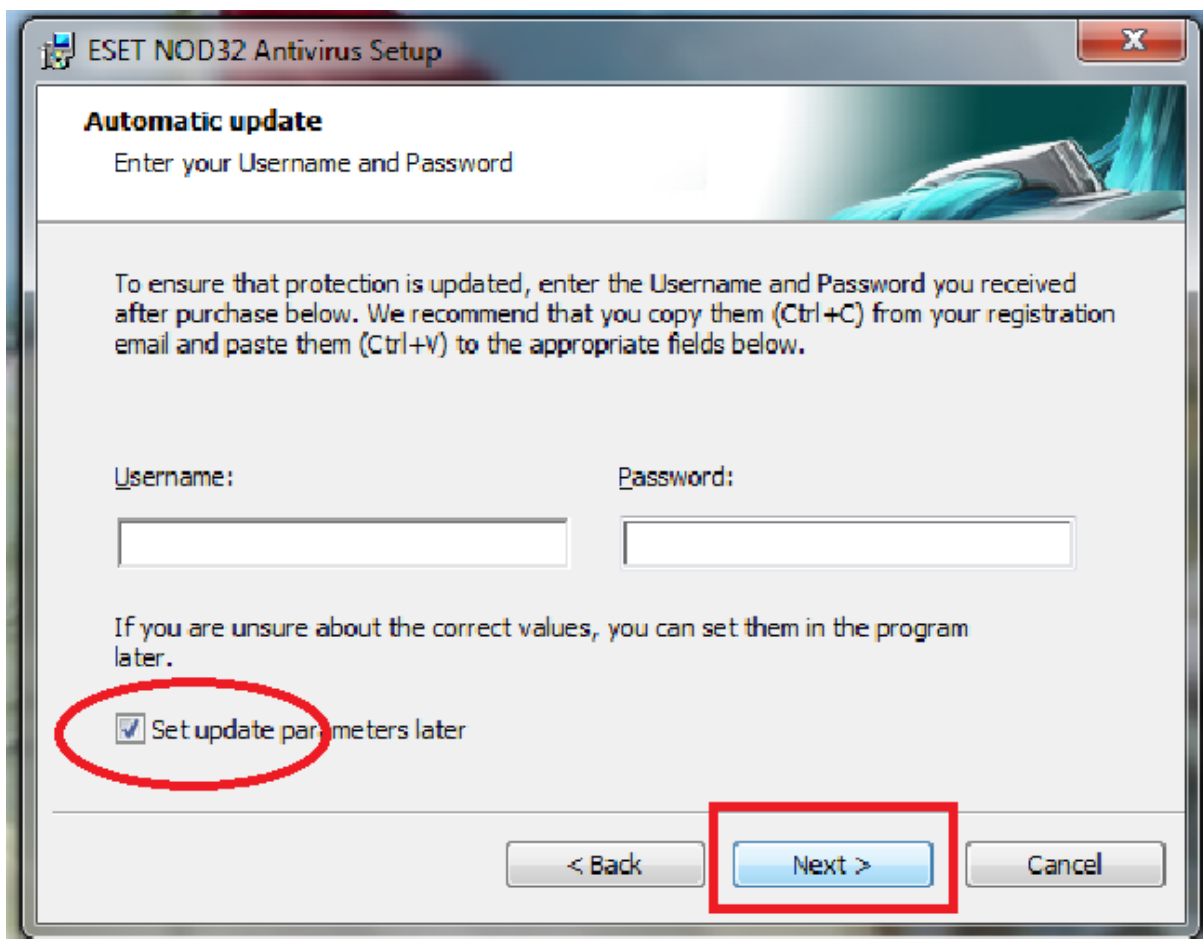 ESET NOD32 Antivirus Setup
Automatic update
Enter your Username and Password
To ensure that protection is updated, enter the Username and Password you received
after purchase below. We recommend that you copy them (Ctrl+C) from your registration
email and paste them (Ctrl+V) to the appropriate fields below.
Username: Password:
If you are unsure about the correct values, you can set them in the program
later.
Set update parameters later
< Back Next > Cancel